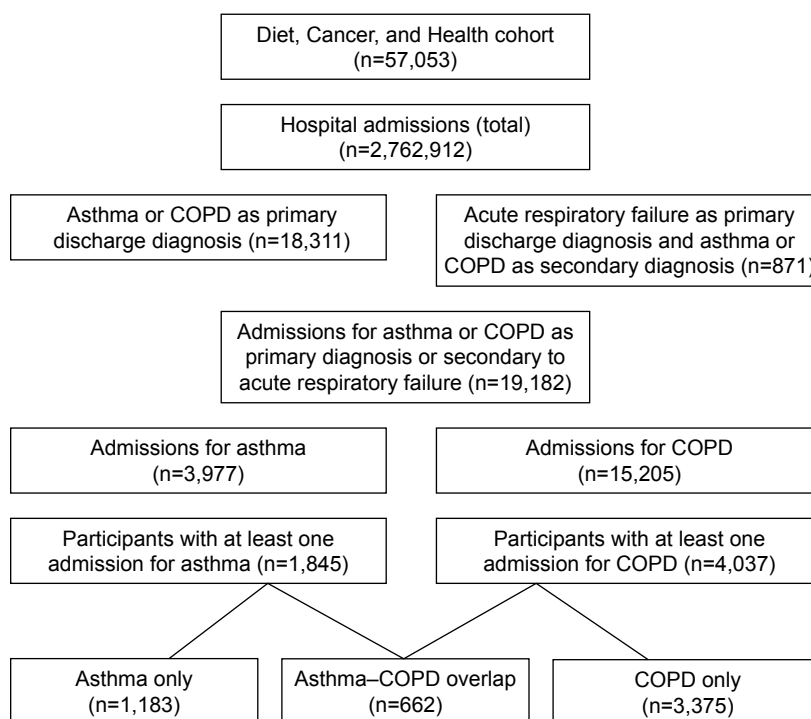 Diet, Cancer, and Health cohort
(n=57,053)
Hospital admissions (total)
(n=2,762,912)
Asthma or COPD as primary
discharge diagnosis (n=18,311)
Acute respiratory failure as primary
discharge diagnosis and asthma or
COPD as secondary diagnosis (n=871)
Admissions for asthma or COPD as
primary diagnosis or secondary to
acute respiratory failure (n=19,182)
Admissions for asthma
(n=3,977)
Admissions for COPD
(n=15,205)
Participants with at least one
admission for asthma (n=1,845)
Participants with at least one
admission for COPD (n=4,037)
Asthma only
(n=1,183)
Asthma–COPD overlap
(n=662)
COPD only
(n=3,375)